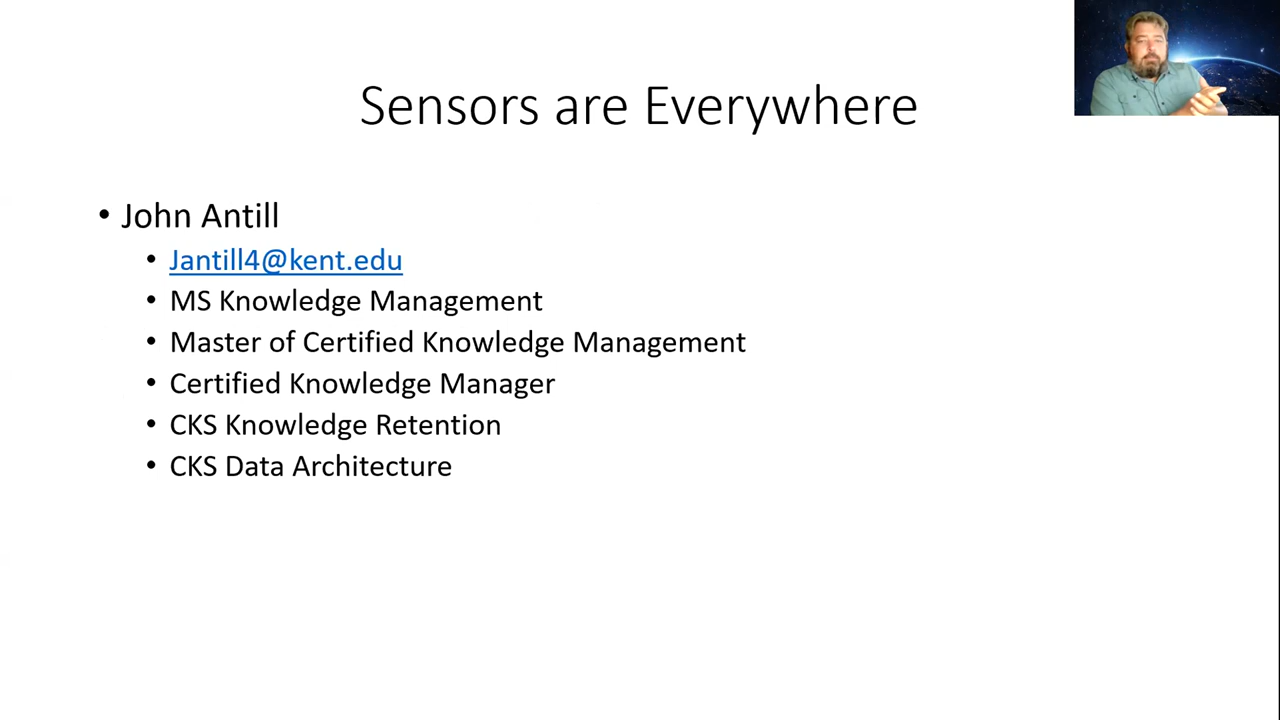 Sensors are Everywhere
• John Antill
• Jantill4@kent.edu
• MS Knowledge Management
• Master of Certified Knowledge Management
• Certified Knowledge Manager
• CKS Knowledge Retention
• CKS Data Architecture